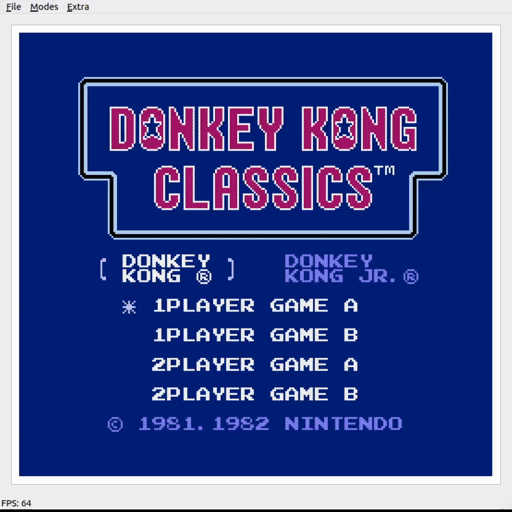 File Modes Extra
DONKEY KONG
CLASSICS™
[ DONKEY KONG ® ] DONKEY KONG JR.®
* 1PLAYER GAME A
1PLAYER GAME B
2PLAYER GAME A
2PLAYER GAME B
© 1981.1982 NINTENDO
FPS: 64